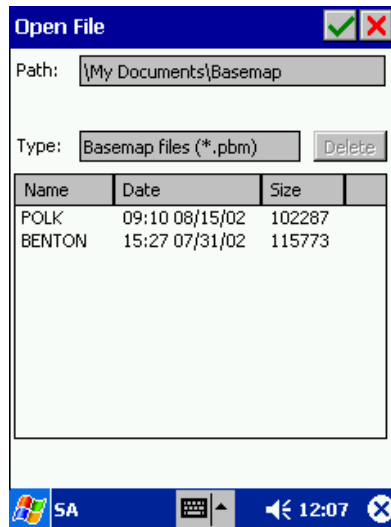 Open File
Path: \My Documents\Basemap
Type: Basemap files (*.pbm) Delete
Name Date Size
POLK 09:10 08/15/02 102287
BENTON 15:27 07/31/02 115773
SA 12:07